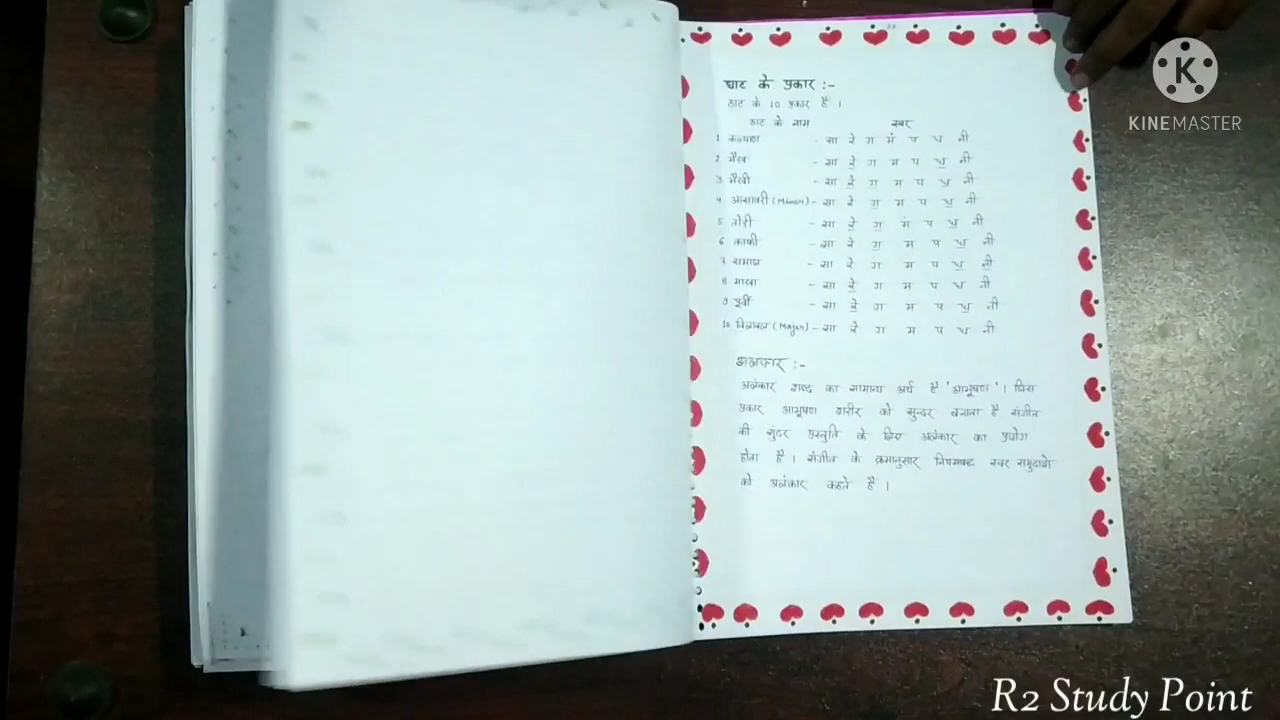 थाट के प्रकार :-
ठाट के 10 प्रकार हैं ।
ठाट के नाम स्वर
1 कल्याण - सा रे ग मं प ध नी
2 भैरव - सा रे॒ ग म प ध॒ नी
3 भैरवी - सा रे॒ ग॒ म प ध॒ नी
4 आसावरी (Minor) - सा रे ग॒ म प ध॒ नी
5 तोड़ी - सा रे॒ ग॒ मं प ध॒ नी
6 काफी - सा रे ग॒ म प ध॒ नी
7 खमाज - सा रे ग म प ध॒ नी॒
8 मारवा - सा रे॒ ग म प ध नी
9 पूर्वी - सा रे॒ ग म प ध॒ नी
10 बिलावल (Major) - सा रे ग म प ध नी
अलंकार :-
अलंकार शब्द का सामान्य अर्थ है 'आभूषण' । जिस
प्रकार आभूषण शरीर को सुन्दर बनाता है संगीत
की सुंदर प्रस्तुति के लिए अलंकार का प्रयोग
होता है । संगीत के क्रमानुसार नियमबद्ध स्वर समुदायो
को अलंकार कहते हैं ।
K
KINEMASTER
R2 Study Point